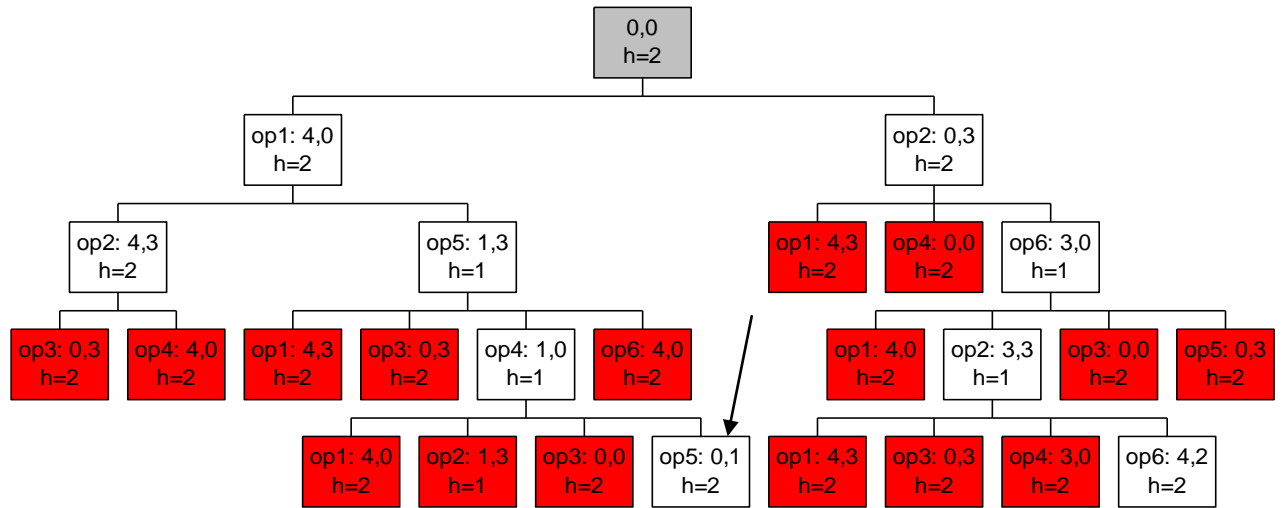 0,0
h=2
op1: 4,0
h=2
op2: 0,3
h=2
op2: 4,3
h=2
op5: 1,3
h=1
op1: 4,3
h=2
op4: 0,0
h=2
op6: 3,0
h=1
op3: 0,3
h=2
op4: 4,0
h=2
op1: 4,3
h=2
op3: 0,3
h=2
op4: 1,0
h=1
op6: 4,0
h=2
op1: 4,0
h=2
op2: 3,3
h=1
op3: 0,0
h=2
op5: 0,3
h=2
op1: 4,0
h=2
op2: 1,3
h=1
op3: 0,0
h=2
op5: 0,1
h=2
op1: 4,3
h=2
op3: 0,3
h=2
op4: 3,0
h=2
op6: 4,2
h=2